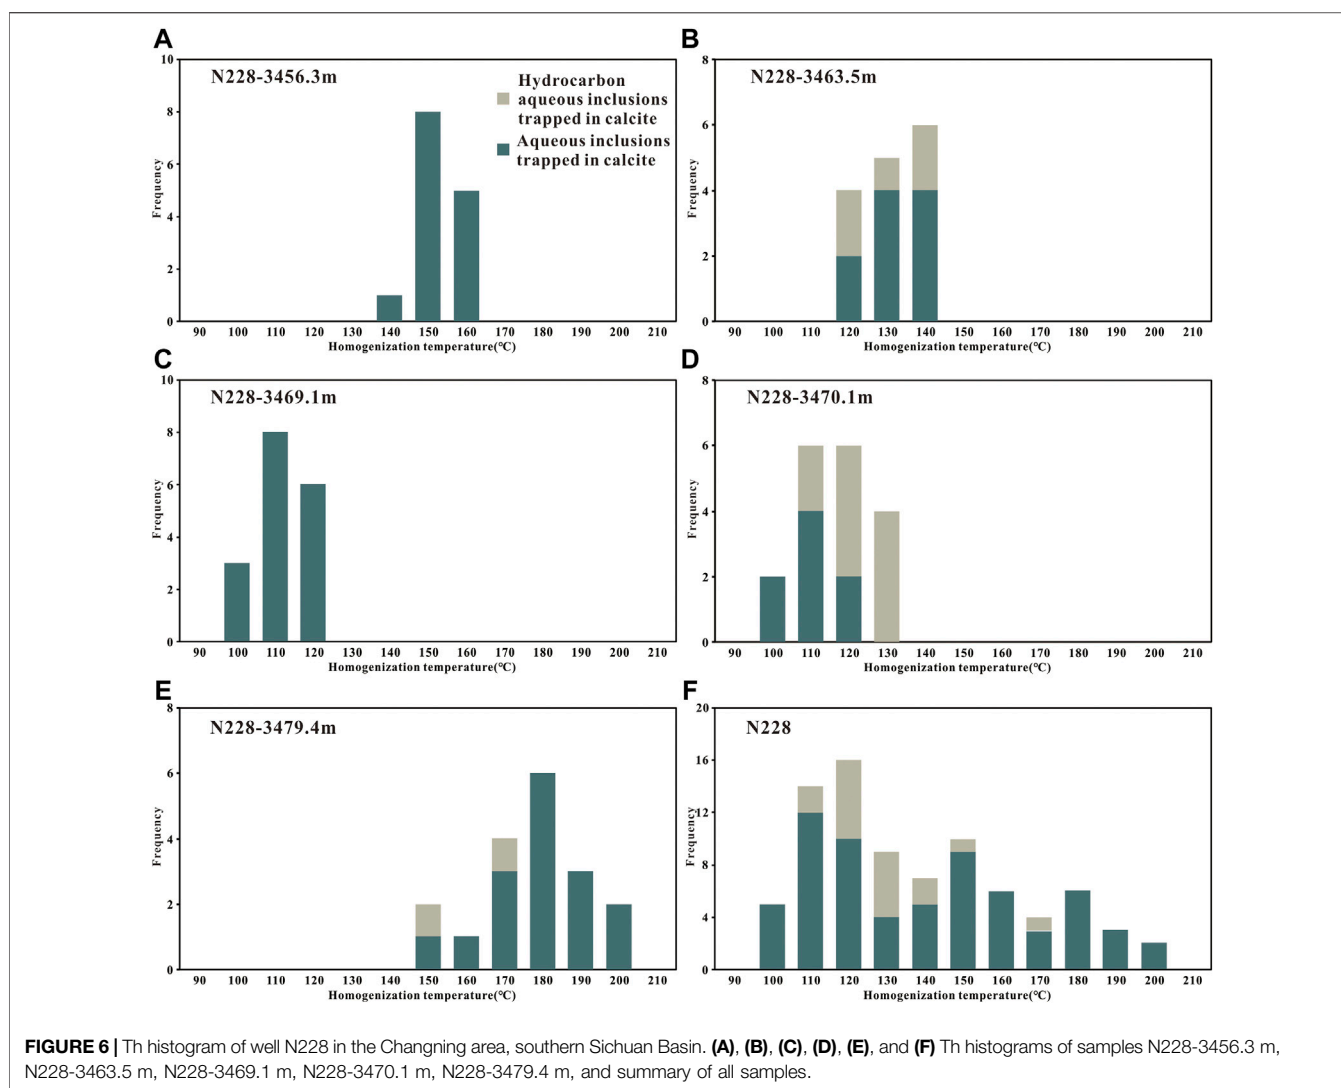 A
N228-3456.3m
Hydrocarbon
aqueous inclusions
trapped in calcite
Aqueous inclusions
trapped in calcite
Frequency
10
8
6
4
2
0
90 100 110 120 130 140 150 160 170 180 190 200 210
Homogenization temperature(℃)
B
N228-3463.5m
Frequency
8
6
4
2
0
90 100 110 120 130 140 150 160 170 180 190 200 210
Homogenization temperature(℃)
C
N228-3469.1m
Frequency
10
8
6
4
2
0
90 100 110 120 130 140 150 160 170 180 190 200 210
Homogenization temperature(℃)
D
N228-3470.1m
Frequency
8
6
4
2
0
90 100 110 120 130 140 150 160 170 180 190 200 210
Homogenization temperature(℃)
E
N228-3479.4m
Frequency
8
6
4
2
0
90 100 110 120 130 140 150 160 170 180 190 200 210
Homogenization temperature(℃)
F
N228
Frequency
20
16
12
8
4
0
90 100 110 120 130 140 150 160 170 180 190 200 210
Homogenization temperature(℃)
FIGURE 6 | Th histogram of well N228 in the Changning area, southern Sichuan Basin. (A), (B), (C), (D), (E), and (F) Th histograms of samples N228-3456.3 m,
N228-3463.5 m, N228-3469.1 m, N228-3470.1 m, N228-3479.4 m, and summary of all samples.